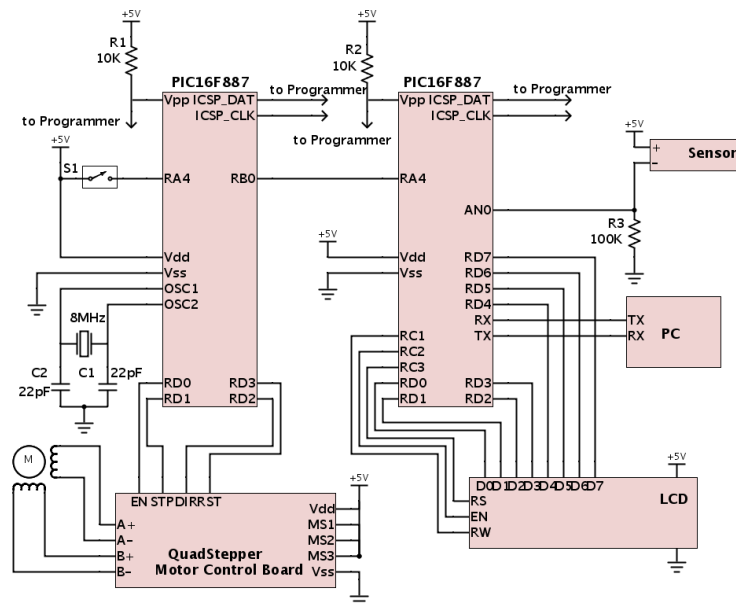 +5V
+5V
R1
10K
R2
10K
PIC16F887
PIC16F887
Vpp ICSP_DAT
ICSP_CLK
to Programmer
Vpp ICSP_DAT
ICSP_CLK
to Programmer
to Programmer
to Programmer
+5V
+5V
S1
RA4
RB0
RA4
+
-
Sensor
AN0
R3
100K
+5V
Vdd
Vss
OSC1
OSC2
Vdd
Vss
RD7
RD6
RD5
RD4
RX
TX
TX
RX
PC
8MHz
C2
22pF
C1
22pF
RC1
RC2
RC3
RD0
RD1
RD3
RD2
RD0
RD1
RD3
RD2
M
+5V
+5V
EN STP DIR RST
D0 D1 D2 D3 D4 D5 D6 D7
RS
EN
RW
LCD
A+
A-
B+
B-
QuadStepper
Motor Control Board
Vdd
MS1
MS2
MS3
Vss